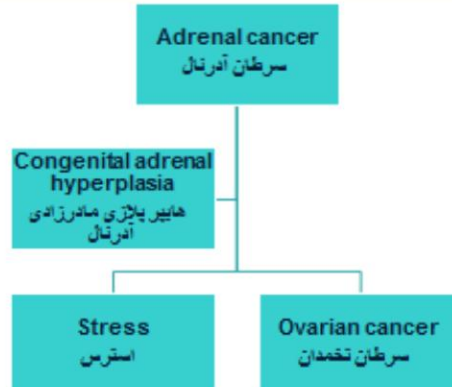 Adrenal cancer
سرطان آدرنال
Congenital adrenal
hyperplasia
هایپر پلازی مادرزادی
آدرنال
Stress
استرس
Ovarian cancer
سرطان تخمدان